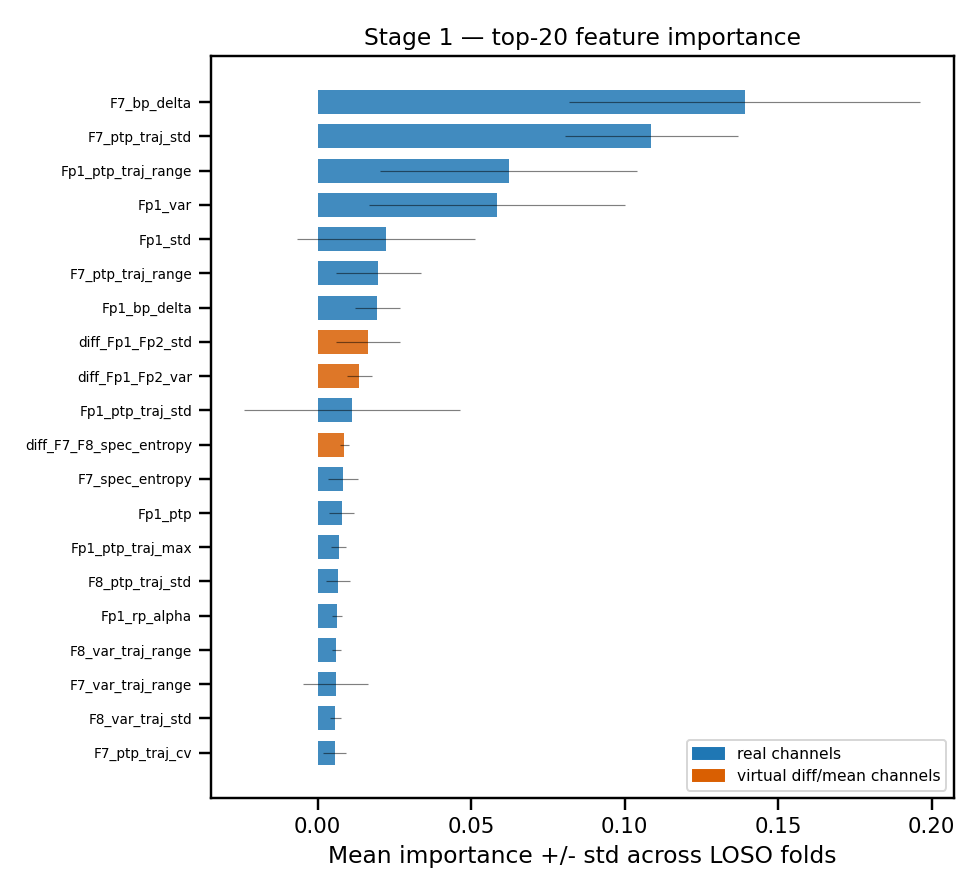 Stage 1 — top-20 feature importance
F7_bp_delta
F7_ptp_traj_std
Fp1_ptp_traj_range
Fp1_var
Fp1_std
F7_ptp_traj_range
Fp1_bp_delta
diff_Fp1_Fp2_std
diff_Fp1_Fp2_var
Fp1_ptp_traj_std
diff_F7_F8_spec_entropy
F7_spec_entropy
Fp1_ptp
Fp1_ptp_traj_max
F8_ptp_traj_std
Fp1_rp_alpha
F8_var_traj_range
F7_var_traj_range
F8_var_traj_std
F7_ptp_traj_cv
real channels
virtual diff/mean channels
0.00 0.05 0.10 0.15 0.20
Mean importance +/- std across LOSO folds